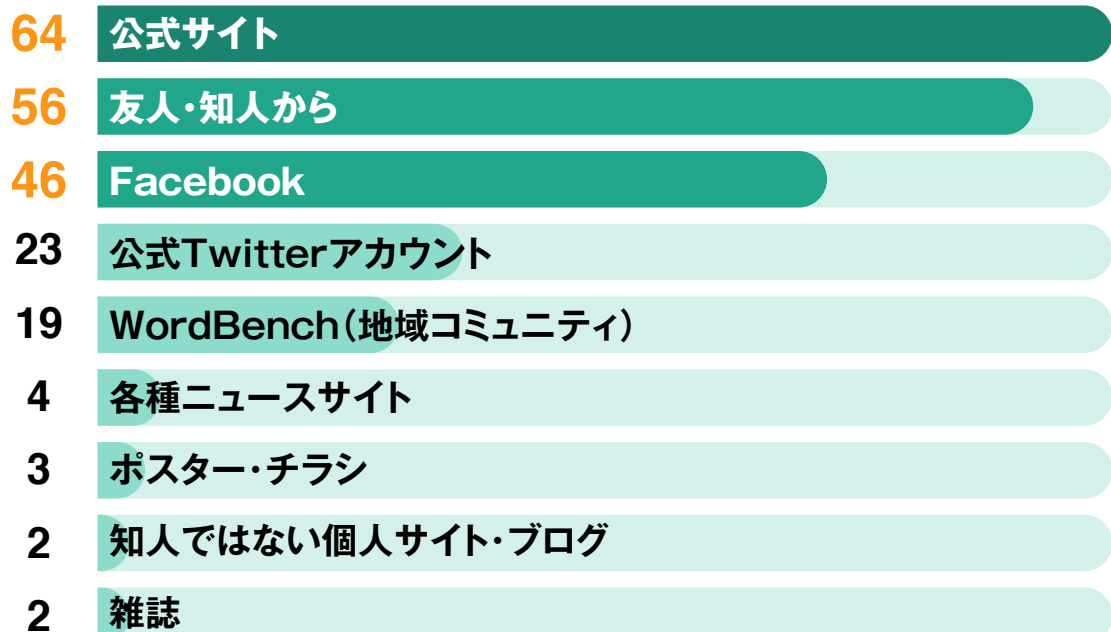 64 公式サイト
56 友人・知人から
46 Facebook
23 公式Twitterアカウント
19 WordBench(地域コミュニティ)
4 各種ニュースサイト
3 ポスター・チラシ
2 知人ではない個人サイト・ブログ
2 雑誌